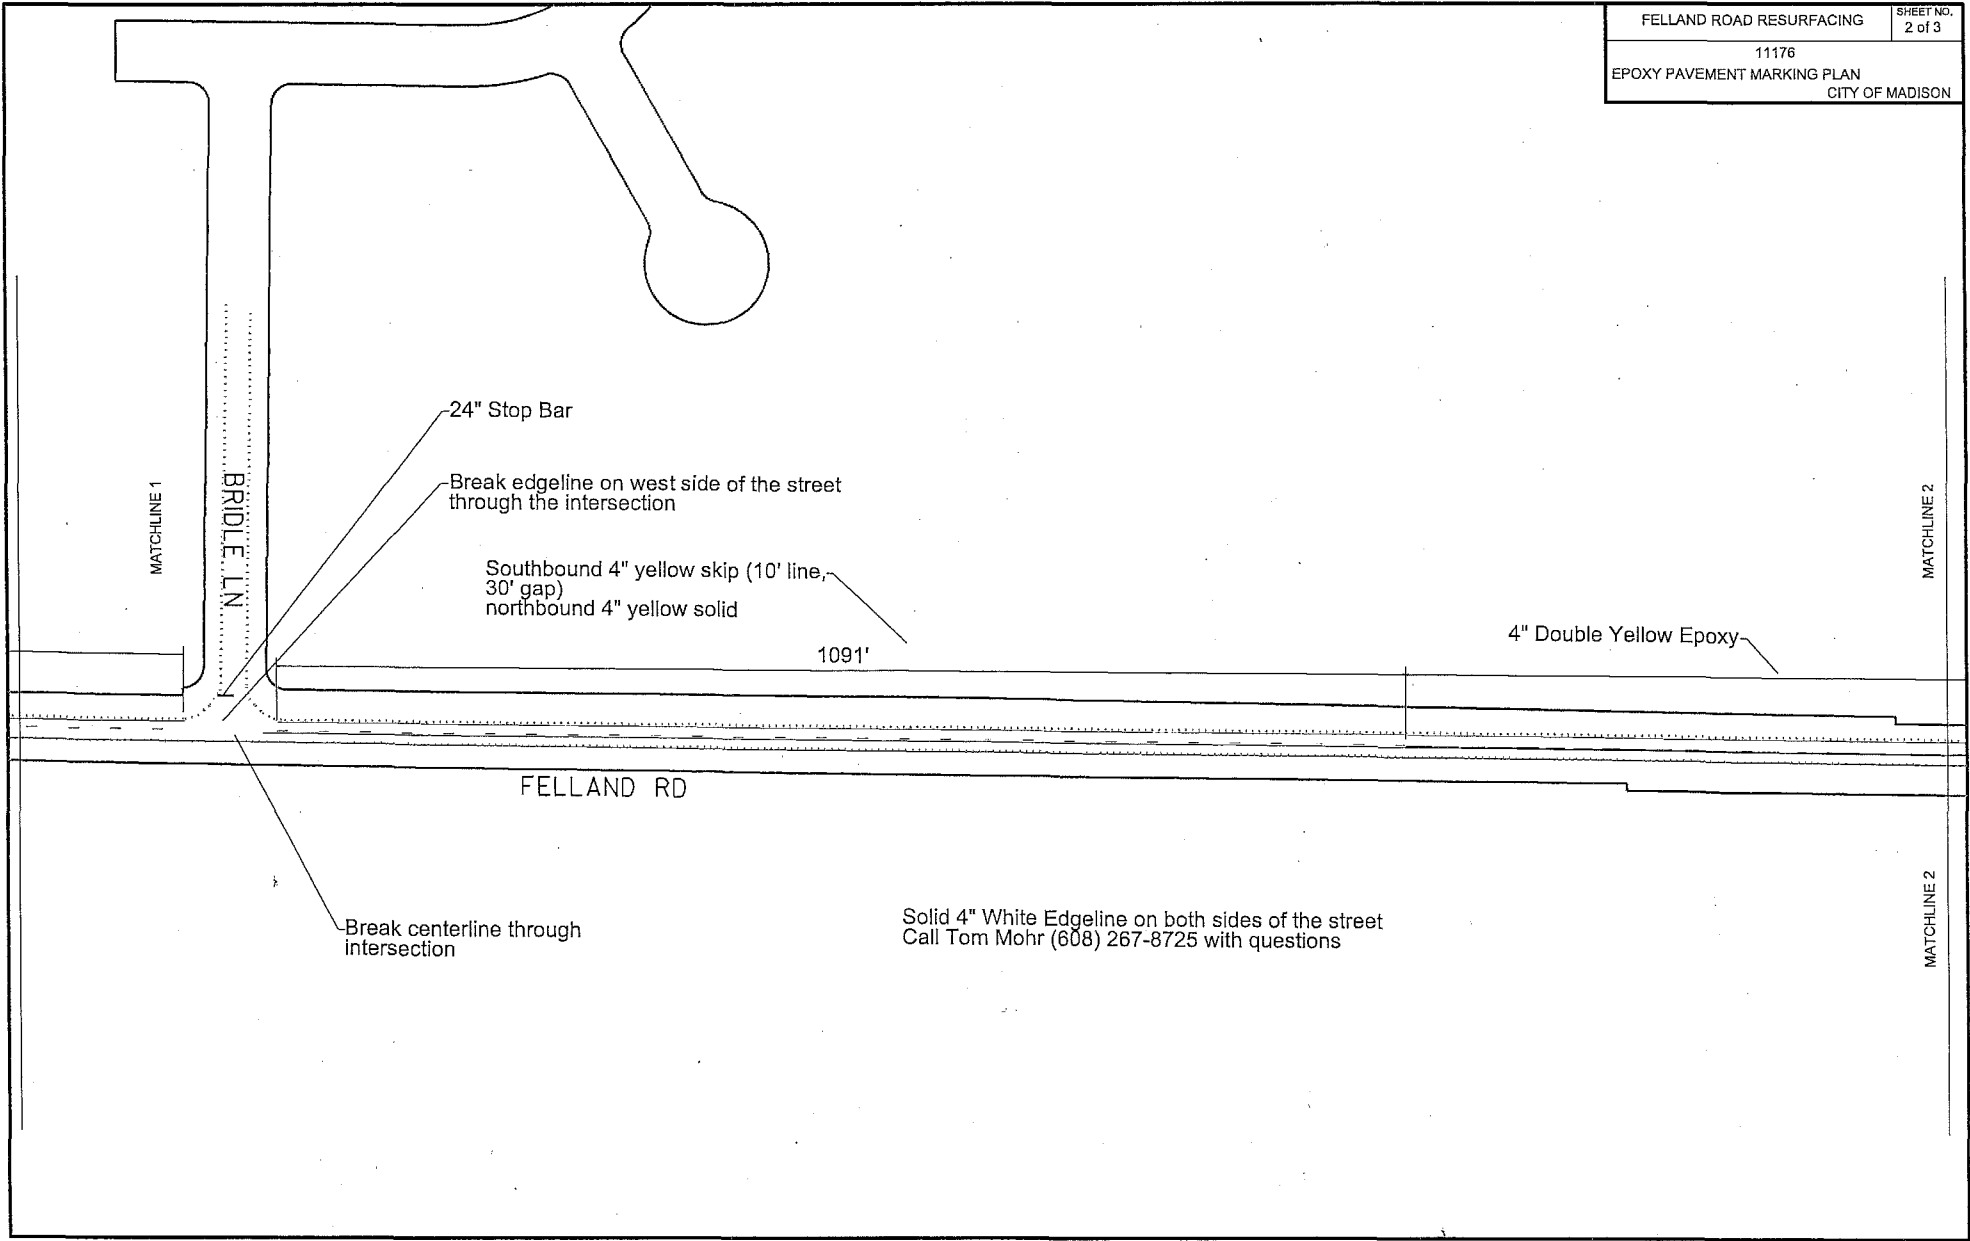 FELLAND ROAD RESURFACING
SHEET NO.
2 of 3
11176
EPOXY PAVEMENT MARKING PLAN
CITY OF MADISON
24" Stop Bar
Break edgeline on west side of the street
through the intersection
MATCHLINE 1
BRIDLE LN
MATCHLINE 2
Southbound 4" yellow skip (10' line,
30' gap)
northbound 4" yellow solid
4" Double Yellow Epoxy
1091'
FELLAND RD
Break centerline through
intersection
Solid 4" White Edgeline on both sides of the street
Call Tom Mohr (608) 267-8725 with questions
MATCHLINE 2